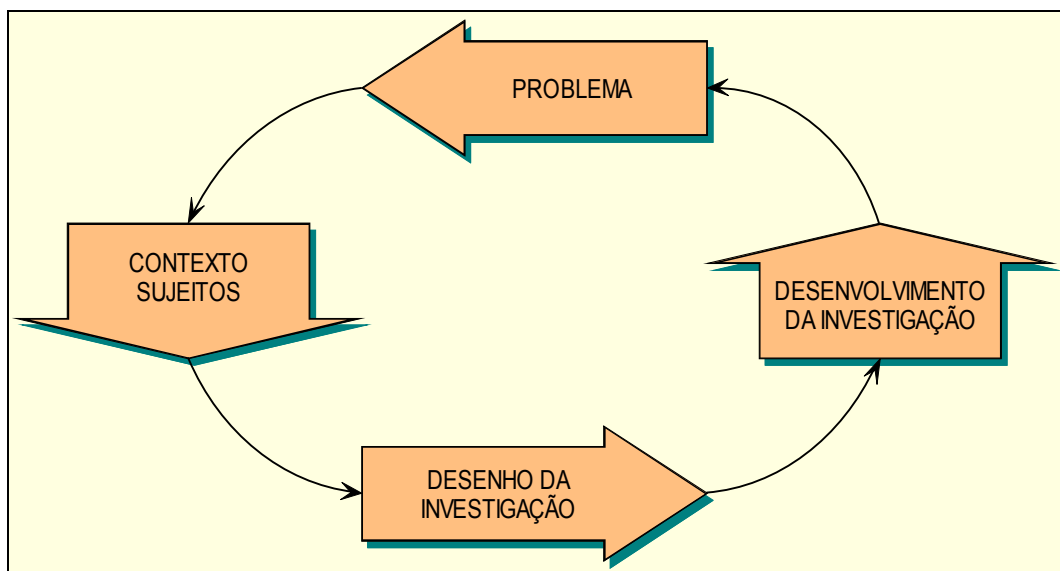 PROBLEMA
CONTEXTO
SUJEITOS
DESENVOLVIMENTO
DA INVESTIGAÇÃO
DESENHO DA
INVESTIGAÇÃO